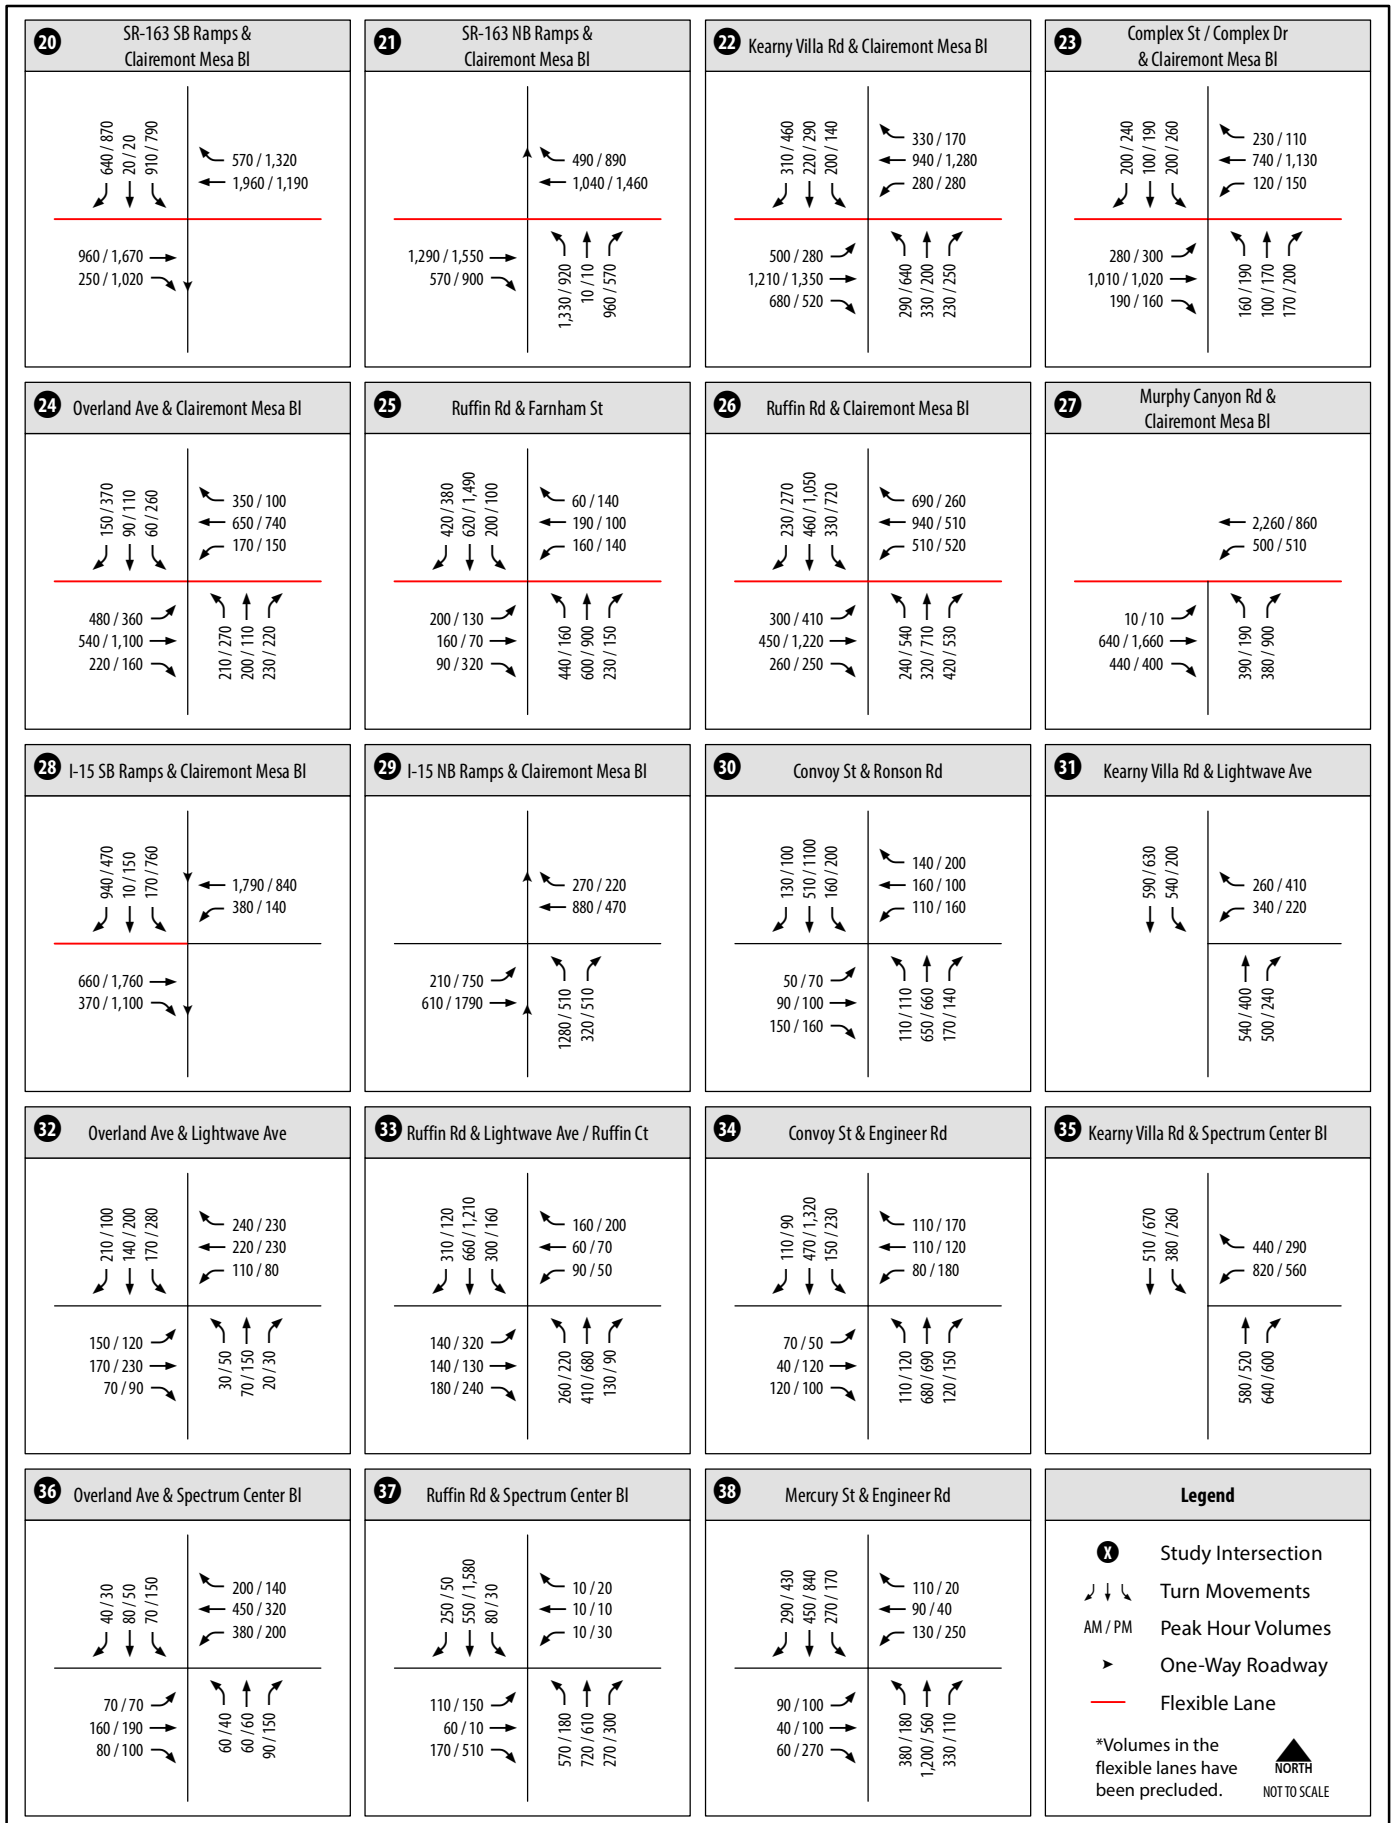 20
SR-163 SB Ramps &
Clairemont Mesa Bl
640 / 870
20 / 20
910 / 790
570 / 1,320
1,960 / 1,190
960 / 1,670
250 / 1,020
21
SR-163 NB Ramps &
Clairemont Mesa Bl
490 / 890
1,040 / 1,460
1,290 / 1,550
570 / 900
1,330 / 920
10 / 10
960 / 570
22
Kearny Villa Rd & Clairemont Mesa Bl
310 / 460
220 / 290
200 / 140
330 / 170
940 / 1,280
280 / 280
500 / 280
1,210 / 1,350
680 / 520
290 / 640
330 / 200
230 / 250
23
Complex St / Complex Dr
& Clairemont Mesa Bl
200 / 240
100 / 190
200 / 260
230 / 110
740 / 1,130
120 / 150
280 / 300
1,010 / 1,020
190 / 160
160 / 190
100 / 170
170 / 200
24
Overland Ave & Clairemont Mesa Bl
150 / 370
90 / 110
60 / 260
350 / 100
650 / 740
170 / 150
480 / 360
540 / 1,100
220 / 160
210 / 270
200 / 110
230 / 220
25
Ruffin Rd & Farnham St
420 / 380
620 / 1,490
200 / 100
60 / 140
190 / 100
160 / 140
200 / 130
160 / 70
90 / 320
440 / 160
600 / 900
230 / 150
26
Ruffin Rd & Clairemont Mesa Bl
230 / 270
460 / 1,050
330 / 720
690 / 260
940 / 510
510 / 520
300 / 410
450 / 1,220
260 / 250
240 / 540
320 / 710
420 / 530
27
Murphy Canyon Rd &
Clairemont Mesa Bl
2,260 / 860
500 / 510
10 / 10
640 / 1,660
440 / 400
390 / 190
380 / 900
28
I-15 SB Ramps & Clairemont Mesa Bl
940 / 470
10 / 150
170 / 760
1,790 / 840
380 / 140
660 / 1,760
370 / 1,100
29
I-15 NB Ramps & Clairemont Mesa Bl
270 / 220
880 / 470
210 / 750
610 / 1790
1280 / 510
320 / 510
30
Convoy St & Ronson Rd
130 / 100
510 / 1100
160 / 200
140 / 200
160 / 100
110 / 160
50 / 70
90 / 100
150 / 160
110 / 110
650 / 660
170 / 140
31
Kearny Villa Rd & Lightwave Ave
590 / 630
540 / 200
260 / 410
340 / 220
540 / 400
500 / 240
32
Overland Ave & Lightwave Ave
210 / 100
140 / 200
170 / 280
240 / 230
220 / 230
110 / 80
150 / 120
170 / 230
70 / 90
30 / 50
70 / 150
20 / 30
33
Ruffin Rd & Lightwave Ave / Ruffin Ct
310 / 120
660 / 1,210
300 / 160
160 / 200
60 / 70
90 / 50
140 / 320
140 / 130
180 / 240
260 / 220
410 / 680
130 / 90
34
Convoy St & Engineer Rd
110 / 90
470 / 1,320
150 / 230
110 / 170
110 / 120
80 / 180
70 / 50
40 / 120
120 / 100
110 / 120
680 / 690
120 / 150
35
Kearny Villa Rd & Spectrum Center Bl
510 / 670
380 / 260
440 / 290
820 / 560
580 / 520
640 / 600
36
Overland Ave & Spectrum Center Bl
40 / 30
80 / 50
70 / 150
200 / 140
450 / 320
380 / 200
70 / 70
160 / 190
80 / 100
60 / 40
60 / 60
90 / 150
37
Ruffin Rd & Spectrum Center Bl
250 / 50
550 / 1,580
80 / 30
10 / 20
10 / 10
10 / 30
110 / 150
60 / 10
170 / 510
570 / 180
720 / 610
270 / 300
38
Mercury St & Engineer Rd
290 / 430
450 / 840
270 / 170
110 / 20
90 / 40
130 / 250
90 / 100
40 / 100
60 / 270
380 / 180
1,200 / 560
330 / 110
Legend
X Study Intersection
Turn Movements
AM / PM Peak Hour Volumes
One-Way Roadway
Flexible Lane
*Volumes in the
flexible lanes have
been precluded.
NORTH
NOT TO SCALE